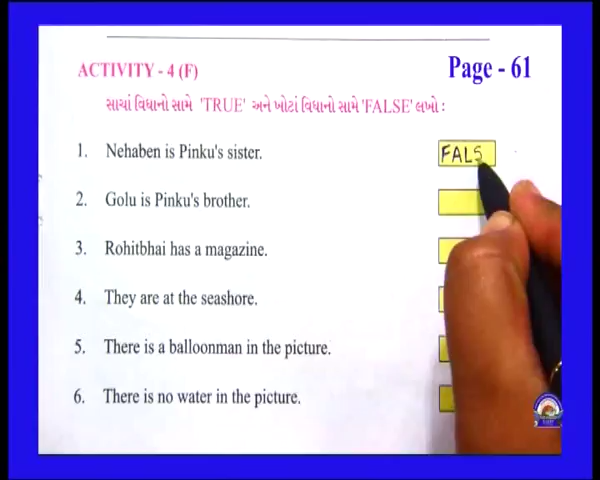 ACTIVITY - 4 (F)
Page - 61
સાચાં વિધાનો સામે 'TRUE' અને ખોટાં વિધાનો સામે 'FALSE' લખો :
1. Nehaben is Pinku's sister. FALS
2. Golu is Pinku's brother.
3. Rohitbhai has a magazine.
4. They are at the seashore.
5. There is a balloonman in the picture.
6. There is no water in the picture.